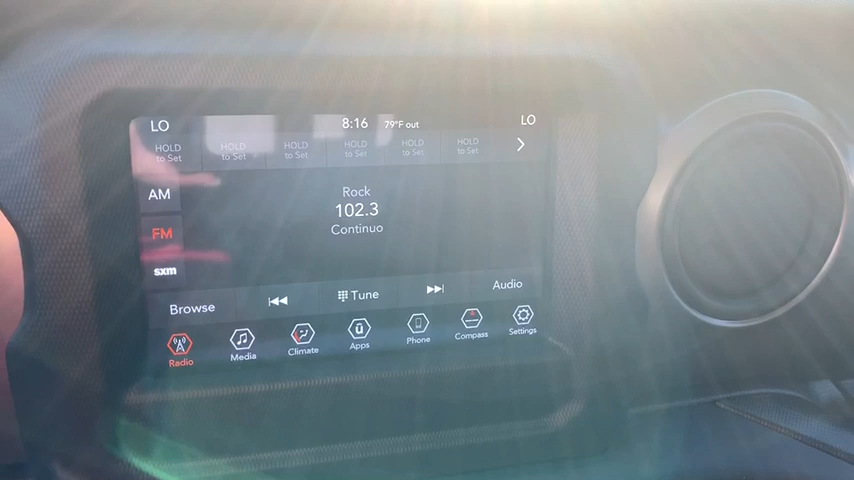 LO 8:16 79°F out LO
HOLD to Set HOLD to Set HOLD to Set HOLD to Set HOLD to Set HOLD to Set
AM
Rock
102.3
FM
Continuo
sxm
Browse Tune Audio
Radio Media Climate Apps Phone Compass Settings